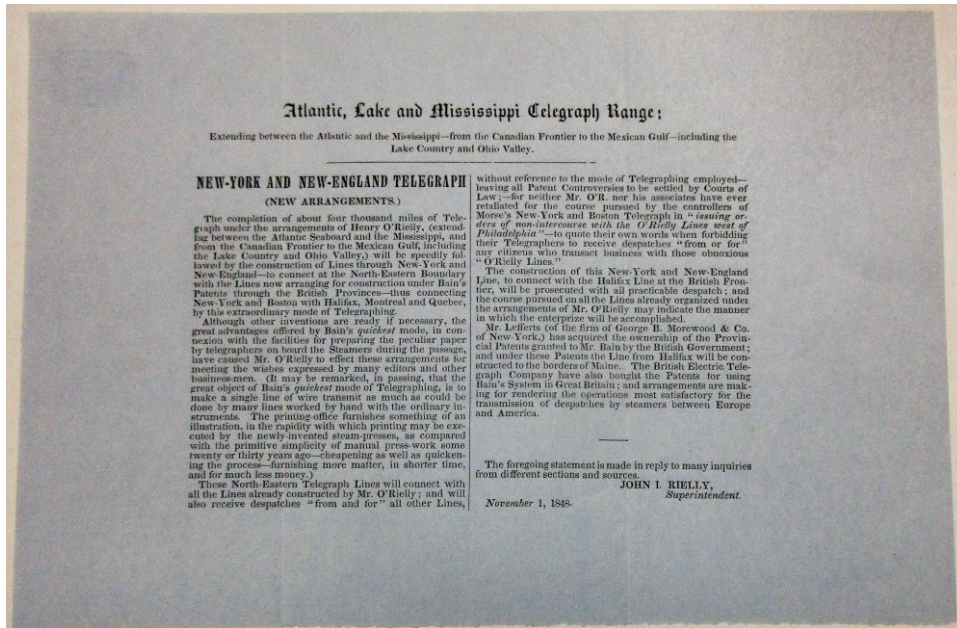 Atlantic, Lake and Mississippi Telegraph Range:
Extending between the Atlantic and the Mississippi—from the Canadian Frontier to the Mexican Gulf—including the
Lake Country and Ohio Valley.
NEW-YORK AND NEW-ENGLAND TELEGRAPH
(NEW ARRANGEMENTS.)
The completion of about four thousand miles of Tele-
graph under the arrangements of Henry O'Rielly, (extend-
ing between the Atlantic Seaboard and the Mississippi, and
from the Canadian Frontier to the Mexican Gulf, including
the Lake Country and Ohio Valley,) will be speedily fol-
lowed by the construction of Lines through New-York and
New-England—to connect at the North-Eastern Boundary
with the Lines now arranging for construction under Bain's
Patents through the British Provinces—thus connecting
New-York and Boston with Halifax, Montreal and Quebec,
by this extraordinary mode of Telegraphing.
Although other inventions are ready if necessary, the
great advantages offered by Bain's quickest mode, in con-
nexion with the facilities for preparing the peculiar paper
by telegraphers on board the Steamers during the passage,
have caused Mr. O'Rielly to effect these arrangements for
meeting the wishes expressed by many editors and other
business-men. (It may be remarked, in passing, that the
great object of Bain's quickest mode of Telegraphing, is to
make a single line of wire transmit as much as could be
done by many lines worked by hand with the ordinary in-
struments. The printing-office furnishes something of an
illustration, in the rapidity with which printing may be exe-
cuted by the newly-invented steam-presses, as compared
with the primitive simplicity of manual press-work some
twenty or thirty years ago—cheapening as well as quicken-
ing the process—furnishing more matter, in shorter time,
and for much less money.)
These North-Eastern Telegraph Lines will connect with
all the Lines already constructed by Mr. O'Rielly; and will
also receive despatches "from and for" all other Lines,
without reference to the mode of Telegraphing employed—
leaving all Patent Controversies to be settled by Courts of
Law;—for neither Mr. O'R. nor his associates have ever
retaliated for the course pursued by the controllers of
Morse's New-York and Boston Telegraph in "issuing or-
ders of non-intercourse with the O'Rielly Lines west of
Philadelphia"—to quote their own words when forbidding
their Telegraphers to receive despatches "from or for"
any citizens who transact business with those obnoxious
"O'Rielly Lines."
The construction of this New-York and New-England
Line, to connect with the Halifax Line at the British Fron-
tier, will be prosecuted with all practicable despatch; and
the course pursued on all the Lines already organized under
the arrangements of Mr. O'Rielly may indicate the manner
in which the enterprize will be accomplished.
Mr. Lefferts (of the firm of George B. Morewood & Co.
of New-York,) has acquired the ownership of the Provin-
cial Patents granted to Mr. Bain by the British Government;
and under these Patents the Line from Halifax will be con-
structed to the borders of Maine. The British Electric Tele-
graph Company have also bought the Patents for using
Bain's System in Great Britain; and arrangements are mak-
ing for rendering the operations most satisfactory for the
transmission of despatches by steamers between Europe
and America.
The foregoing statement is made in reply to many inquiries
from different sections and sources.
JOHN I. RIELLY,
Superintendent.
November 1, 1848.